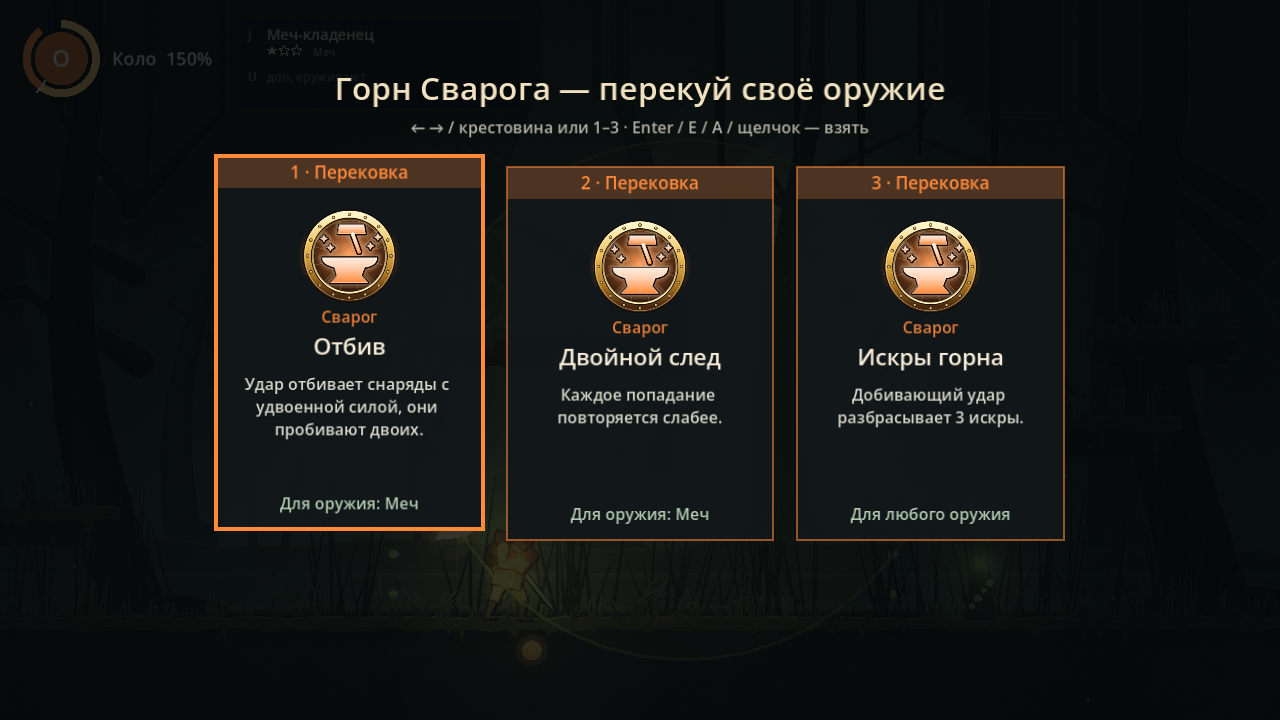 О
Коло 150%
J Меч-кладенец
★☆☆ Меч
U доп. оружия нет
Горн Сварога — перекуй своё оружие
←→ / крестовина или 1–3 · Enter / E / A / щелчок — взять
1 · Перековка
Сварог
Отбив
Удар отбивает снаряды с
удвоенной силой, они
пробивают двоих.
Для оружия: Меч
2 · Перековка
Сварог
Двойной след
Каждое попадание
повторяется слабее.
Для оружия: Меч
3 · Перековка
Сварог
Искры горна
Добивающий удар
разбрасывает 3 искры.
Для любого оружия